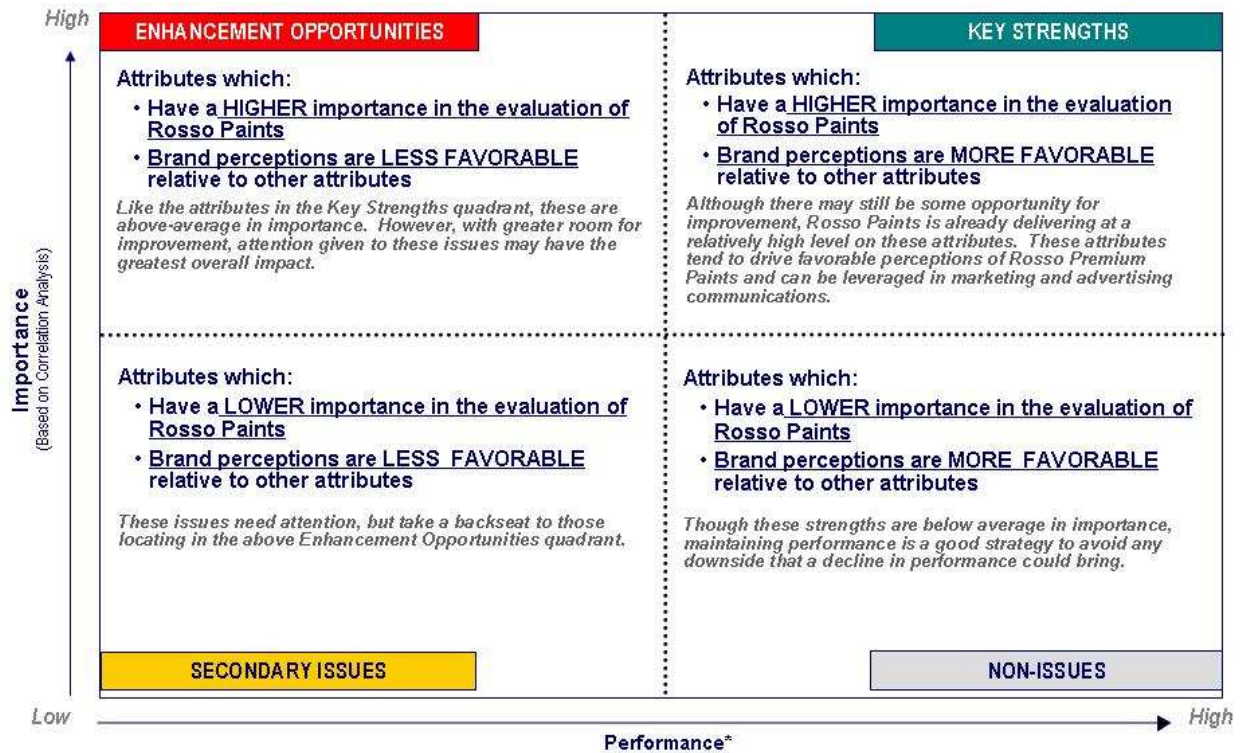 High
ENHANCEMENT OPPORTUNITIES
Attributes which:
• Have a HIGHER importance in the evaluation of
Rosso Paints
• Brand perceptions are LESS FAVORABLE
relative to other attributes
Like the attributes in the Key Strengths quadrant, these are
above-average in importance. However, with greater room for
improvement, attention given to these issues may have the
greatest overall impact.
KEY STRENGTHS
Attributes which:
• Have a HIGHER importance in the evaluation
of Rosso Paints
• Brand perceptions are MORE FAVORABLE
relative to other attributes
Although there may still be some opportunity for
improvement, Rosso Paints is already delivering at a
relatively high level on these attributes. These attributes
tend to drive favorable perceptions of Rosso Premium
Paints and can be leveraged in marketing and advertising
communications.
Importance
(Based on Correlation Analysis)
Attributes which:
• Have a LOWER importance in the evaluation of
Rosso Paints
• Brand perceptions are LESS FAVORABLE
relative to other attributes
These issues need attention, but take a backseat to those
locating in the above Enhancement Opportunities quadrant.
SECONDARY ISSUES
Attributes which:
• Have a LOWER importance in the evaluation of
Rosso Paints
• Brand perceptions are MORE FAVORABLE
relative to other attributes
Though these strengths are below average in importance,
maintaining performance is a good strategy to avoid any
downside that a decline in performance could bring.
NON-ISSUES
Low
High
Performance*